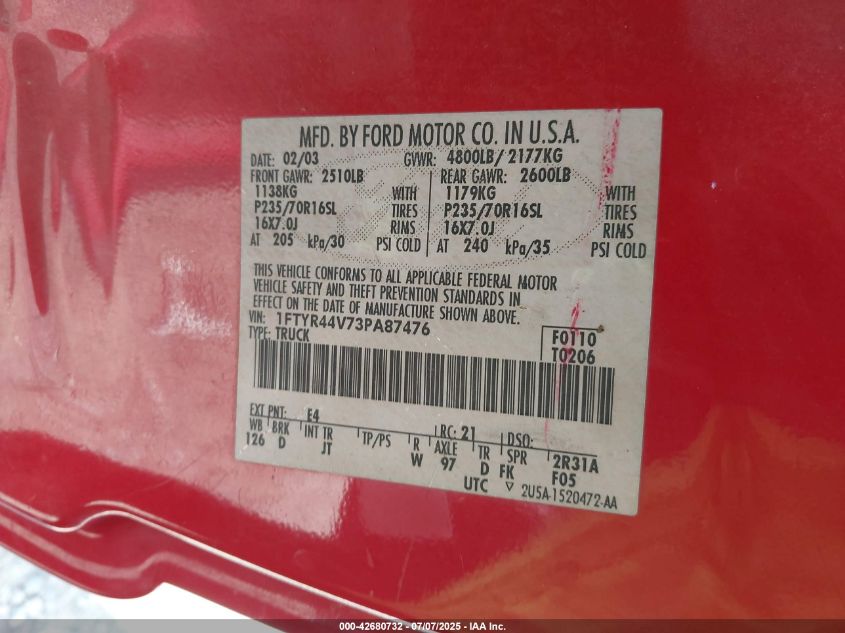 MFD. BY FORD MOTOR CO. IN U.S.A.
DATE: 02/03 GVWR: 4800LB/ 2177KG
FRONT GAWR: 2510LB REAR GAWR: 2600LB
1138KG WITH 1179KG WITH
P235/70R16SL TIRES P235/70R16SL TIRES
16X7.0J RIMS 16X7.0J RIMS
AT 205 kPa/30 PSI COLD AT 240 kPa/35 PSI COLD
THIS VEHICLE CONFORMS TO ALL APPLICABLE FEDERAL MOTOR
VEHICLE SAFETY AND THEFT PREVENTION STANDARDS IN
EFFECT ON THE DATE OF MANUFACTURE SHOWN ABOVE.
VIN: 1FTYR44V73PA87476
TYPE: TRUCK
F0110
T0206
EXT PNT: E4 RC: 21 DSO:
WB BRK INT TR TP/PS R AXLE TR SPR 2R31A
126 D JT W 97 D FK F05
UTC ▽ 2U5A-1520472-AA
000-42680732 - 07/07/2025 - IAA Inc.